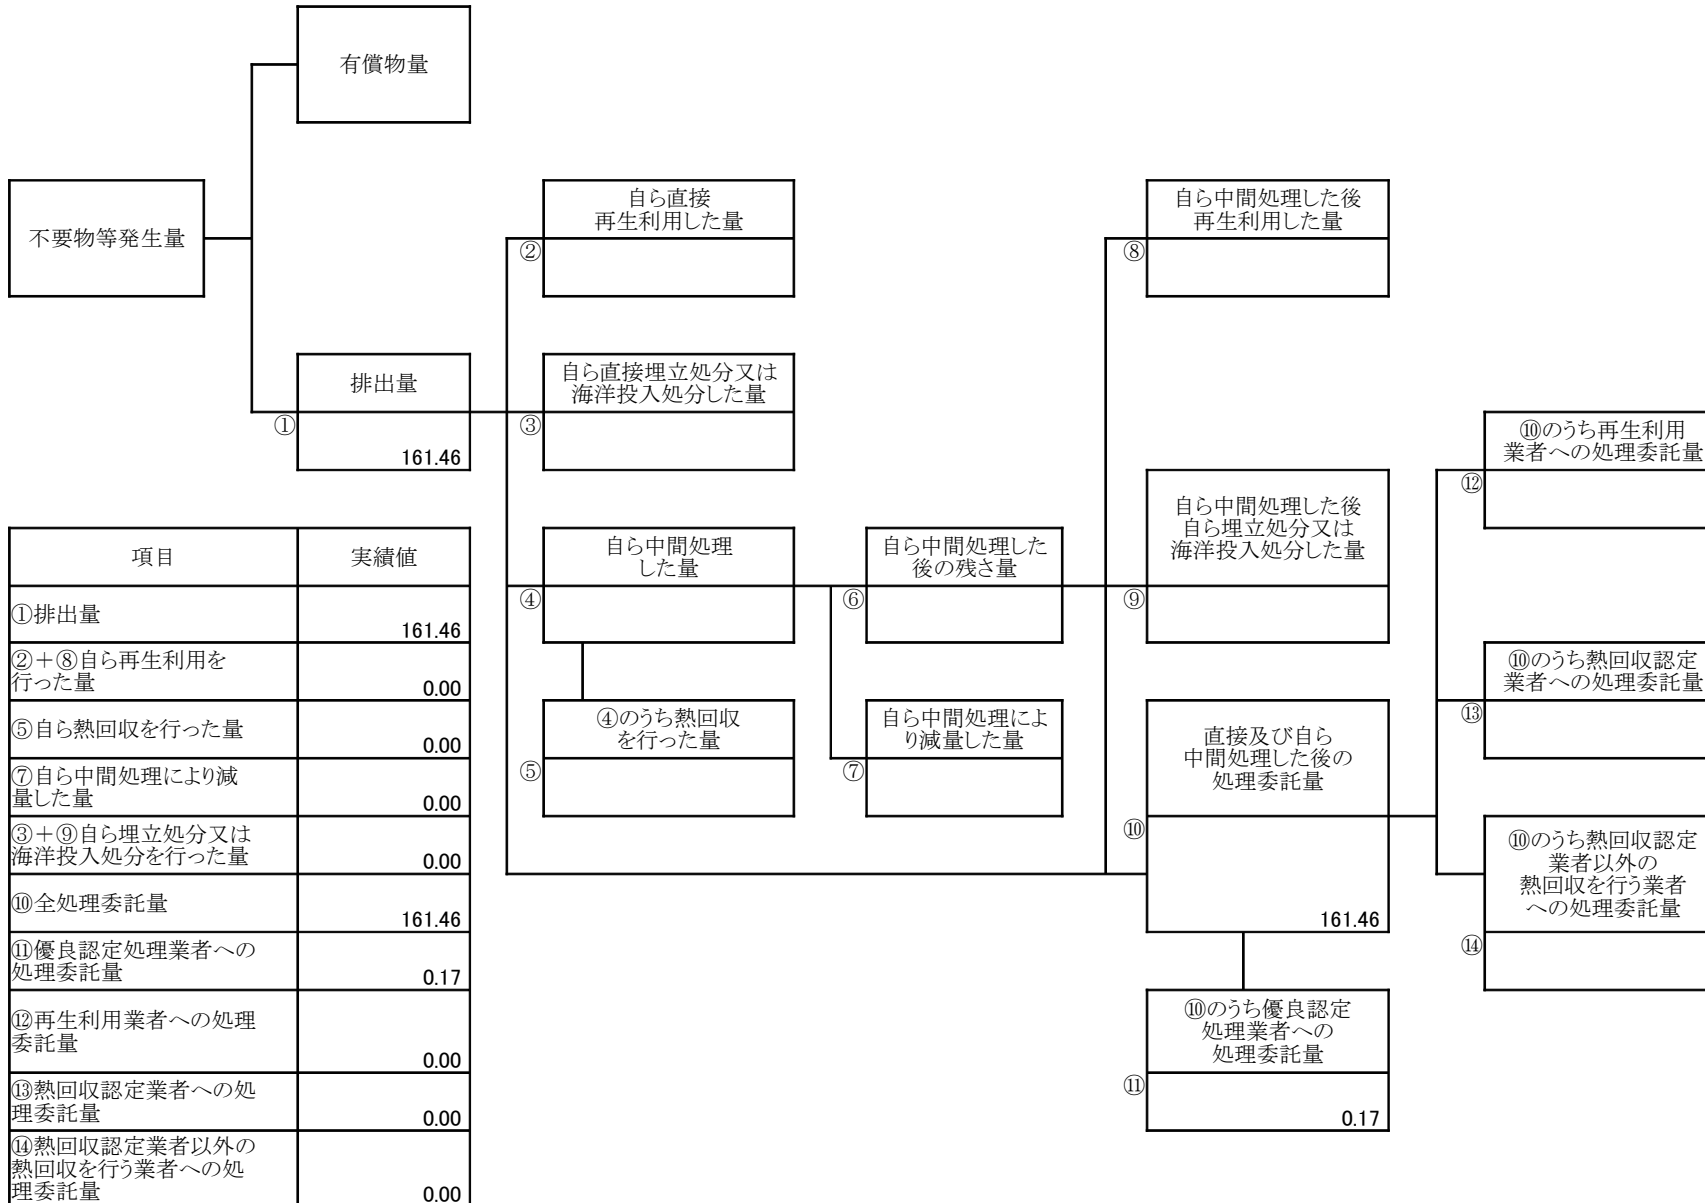 有償物量
不要物等発生量
自ら直接
再生利用した量
②
自ら中間処理した後
再生利用した量
⑧
排出量
①
161.46
自ら直接埋立処分又は
海洋投入処分した量
③
⑩のうち再生利用
業者への処理委託量
⑫
自ら中間処理した後
自ら埋立処分又は
海洋投入処分した量
⑨
自ら中間処理
した量
④
自ら中間処理した
後の残さ量
⑥
⑩のうち熱回収認定
業者への処理委託量
⑬
④のうち熱回収
を行った量
⑤
自ら中間処理によ
り減量した量
⑦
直接及び自ら
中間処理した後の
処理委託量
⑩
161.46
⑩のうち熱回収認定
業者以外の
熱回収を行う業者
への処理委託量
⑭
⑩のうち優良認定
処理業者への
処理委託量
⑪
0.17
項目 実績値
①排出量
161.46
②＋⑧自ら再生利用を
行った量
0.00
⑤自ら熱回収を行った量
0.00
⑦自ら中間処理により減
量した量
0.00
③＋⑨自ら埋立処分又は
海洋投入処分を行った量
0.00
⑩全処理委託量
161.46
⑪優良認定処理業者への
処理委託量
0.17
⑫再生利用業者への処理
委託量
0.00
⑬熱回収認定業者への処
理委託量
0.00
⑭熱回収認定業者以外の
熱回収を行う業者への処
理委託量
0.00